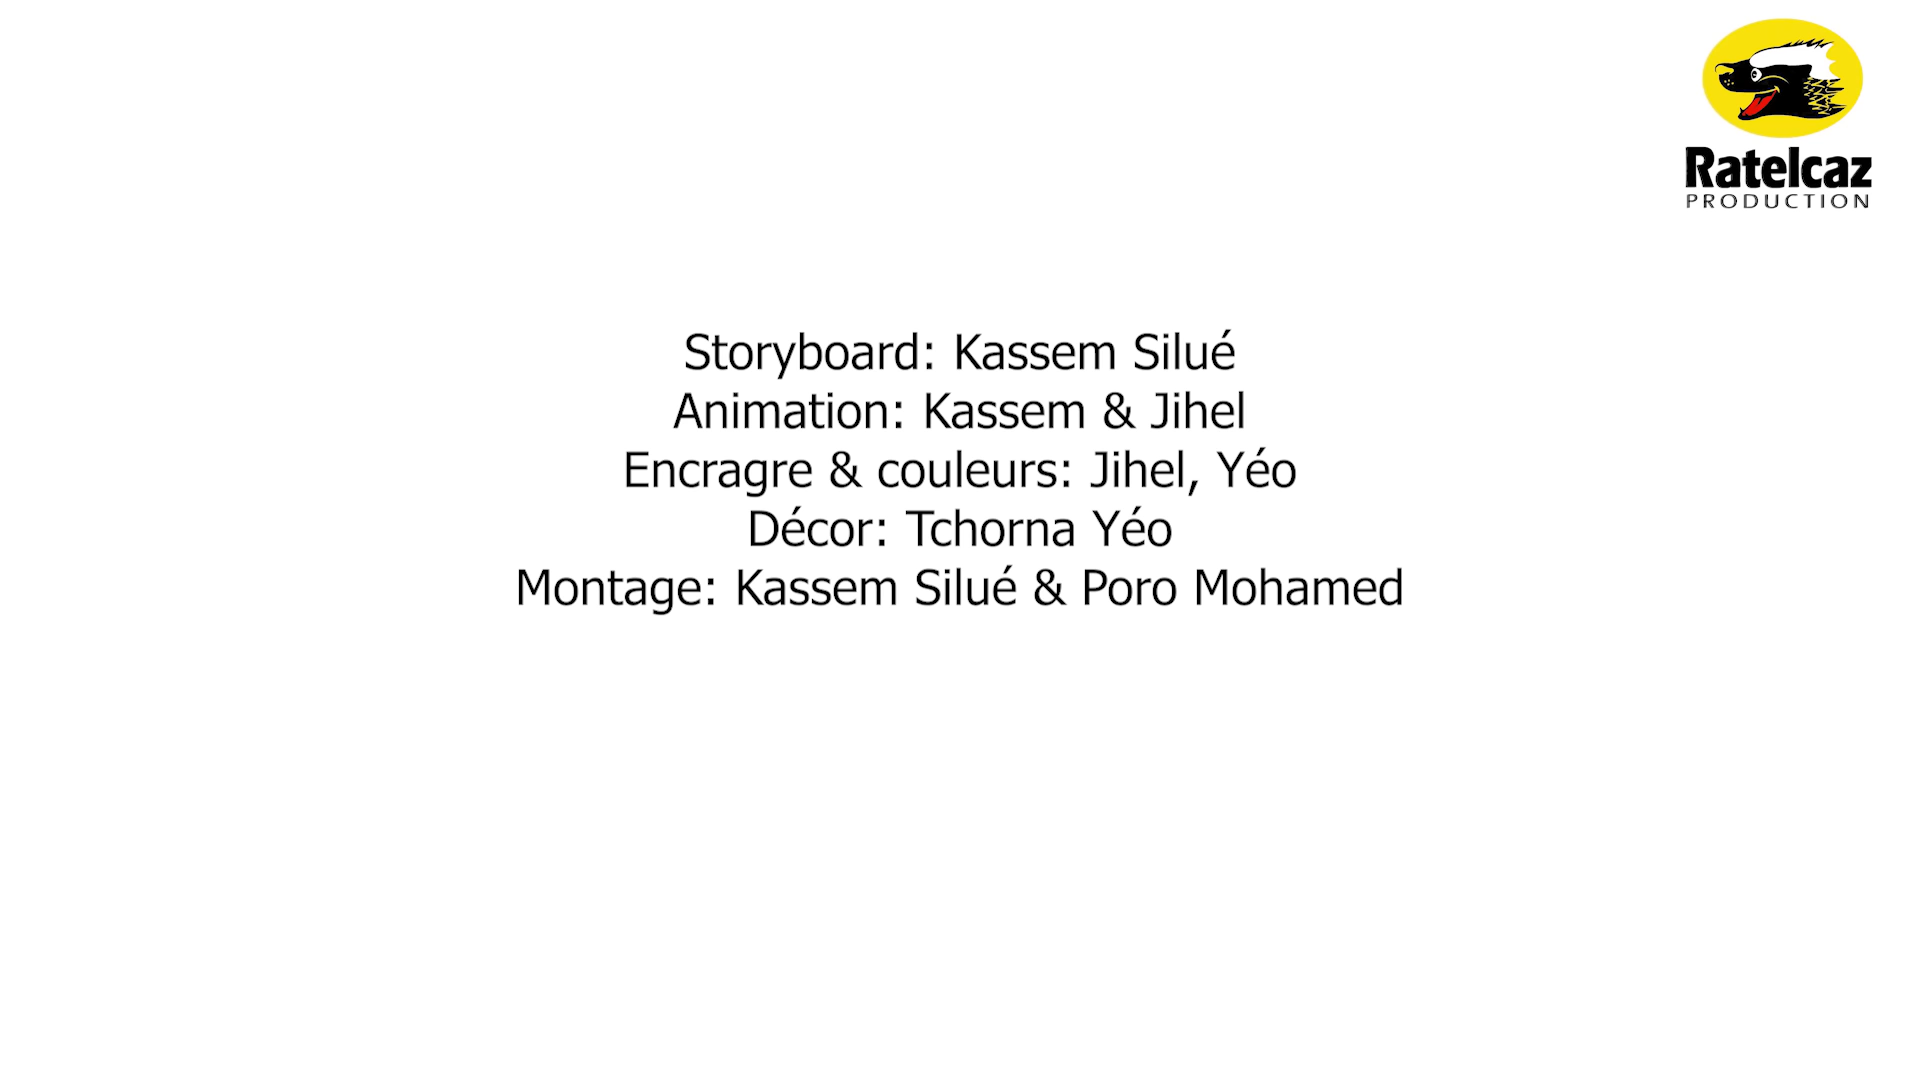 Ratelcaz
PRODUCTION
Storyboard: Kassem Silué
Animation: Kassem & Jihel
Encragre & couleurs: Jihel, Yéo
Décor: Tchorna Yéo
Montage: Kassem Silué & Poro Mohamed